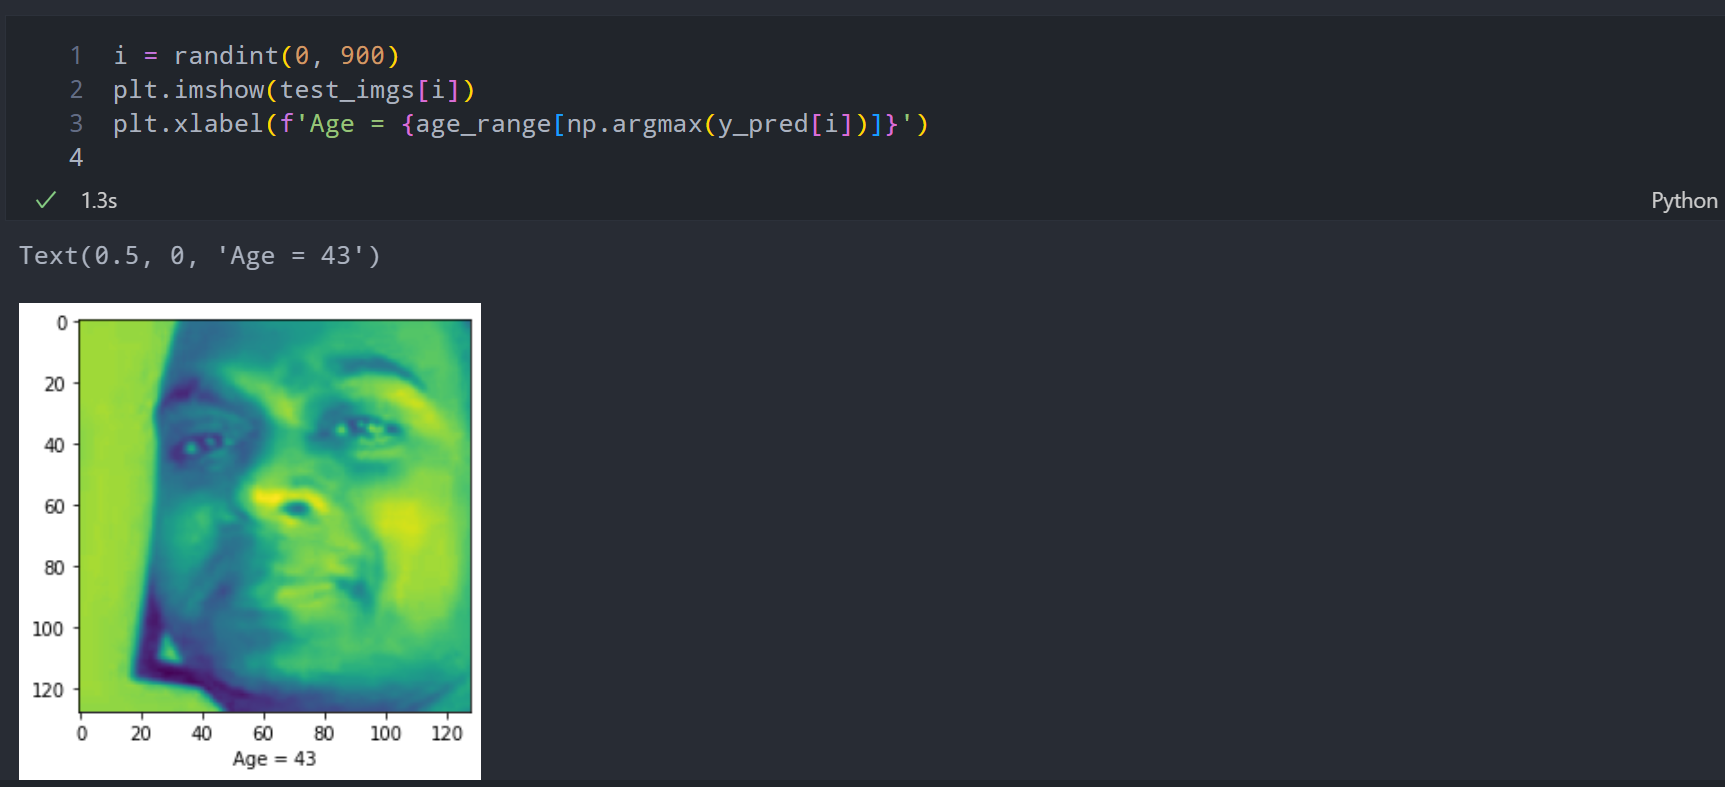 1 i = randint(0, 900)
2 plt.imshow(test_imgs[i])
3 plt.xlabel(f'Age = {age_range[np.argmax(y_pred[i])]}')
4
1.3s
Python
Text(0.5, 0, 'Age = 43')
0
20
40
60
80
100
120
0 20 40 60 80 100 120
Age = 43